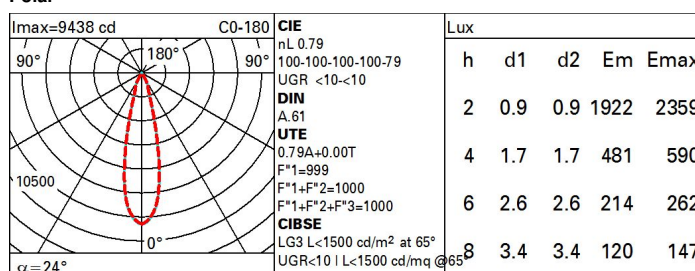 Imax=9438 cd C0-180
90° 180° 90°
10500
0°
α=24°
CIE
nL 0.79
100-100-100-100-79
UGR <10-<10
DIN
A.61
UTE
0.79A+0.00T
F"1=999
F"1+F"2=1000
F"1+F"2+F"3=1000
CIBSE
LG3 L<1500 cd/m² at 65°
UGR<10 | L<1500 cd/mq @65°
Lux
h d1 d2 Em Emax
2 0.9 0.9 1922 2359
4 1.7 1.7 481 590
6 2.6 2.6 214 262
8 3.4 3.4 120 147